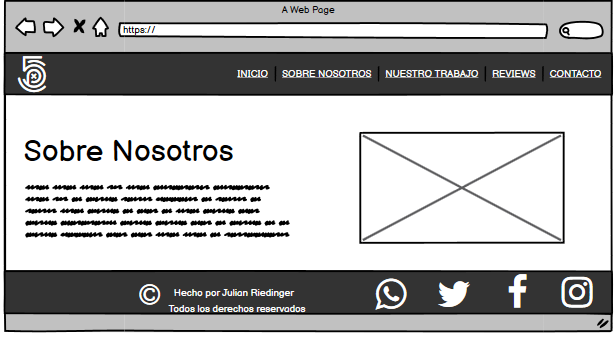 A Web Page
https://
INICIO | SOBRE NOSOTROS | NUESTRO TRABAJO | REVIEWS | CONTACTO
Sobre Nosotros
© Hecho por Julian Riedinger
Todos los derechos reservados